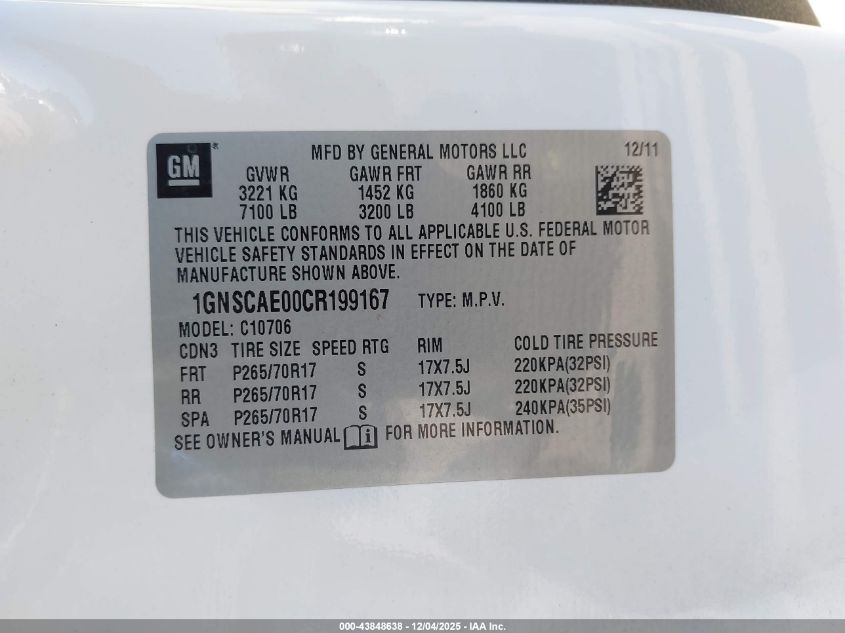 GM
MFD BY GENERAL MOTORS LLC 12/11
GVWR GAWR FRT GAWR RR
3221 KG 1452 KG 1860 KG
7100 LB 3200 LB 4100 LB
THIS VEHICLE CONFORMS TO ALL APPLICABLE U.S. FEDERAL MOTOR
VEHICLE SAFETY STANDARDS IN EFFECT ON THE DATE OF
MANUFACTURE SHOWN ABOVE.
1GNSCAE00CR199167 TYPE: M.P.V.
MODEL: C10706
CDN3 TIRE SIZE SPEED RTG RIM COLD TIRE PRESSURE
FRT P265/70R17 S 17X7.5J 220KPA(32PSI)
RR P265/70R17 S 17X7.5J 220KPA(32PSI)
SPA P265/70R17 S 17X7.5J 240KPA(35PSI)
SEE OWNER'S MANUAL i FOR MORE INFORMATION.
000-43848638 - 12/04/2025 - IAA Inc.